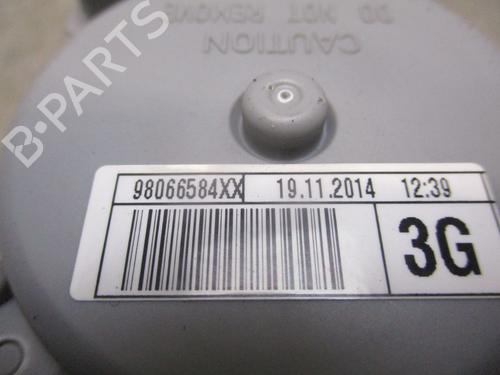 DO NOT REMOVE
CAUTION
B-PARTS
98066584XX 19.11.2014 12:39
3G